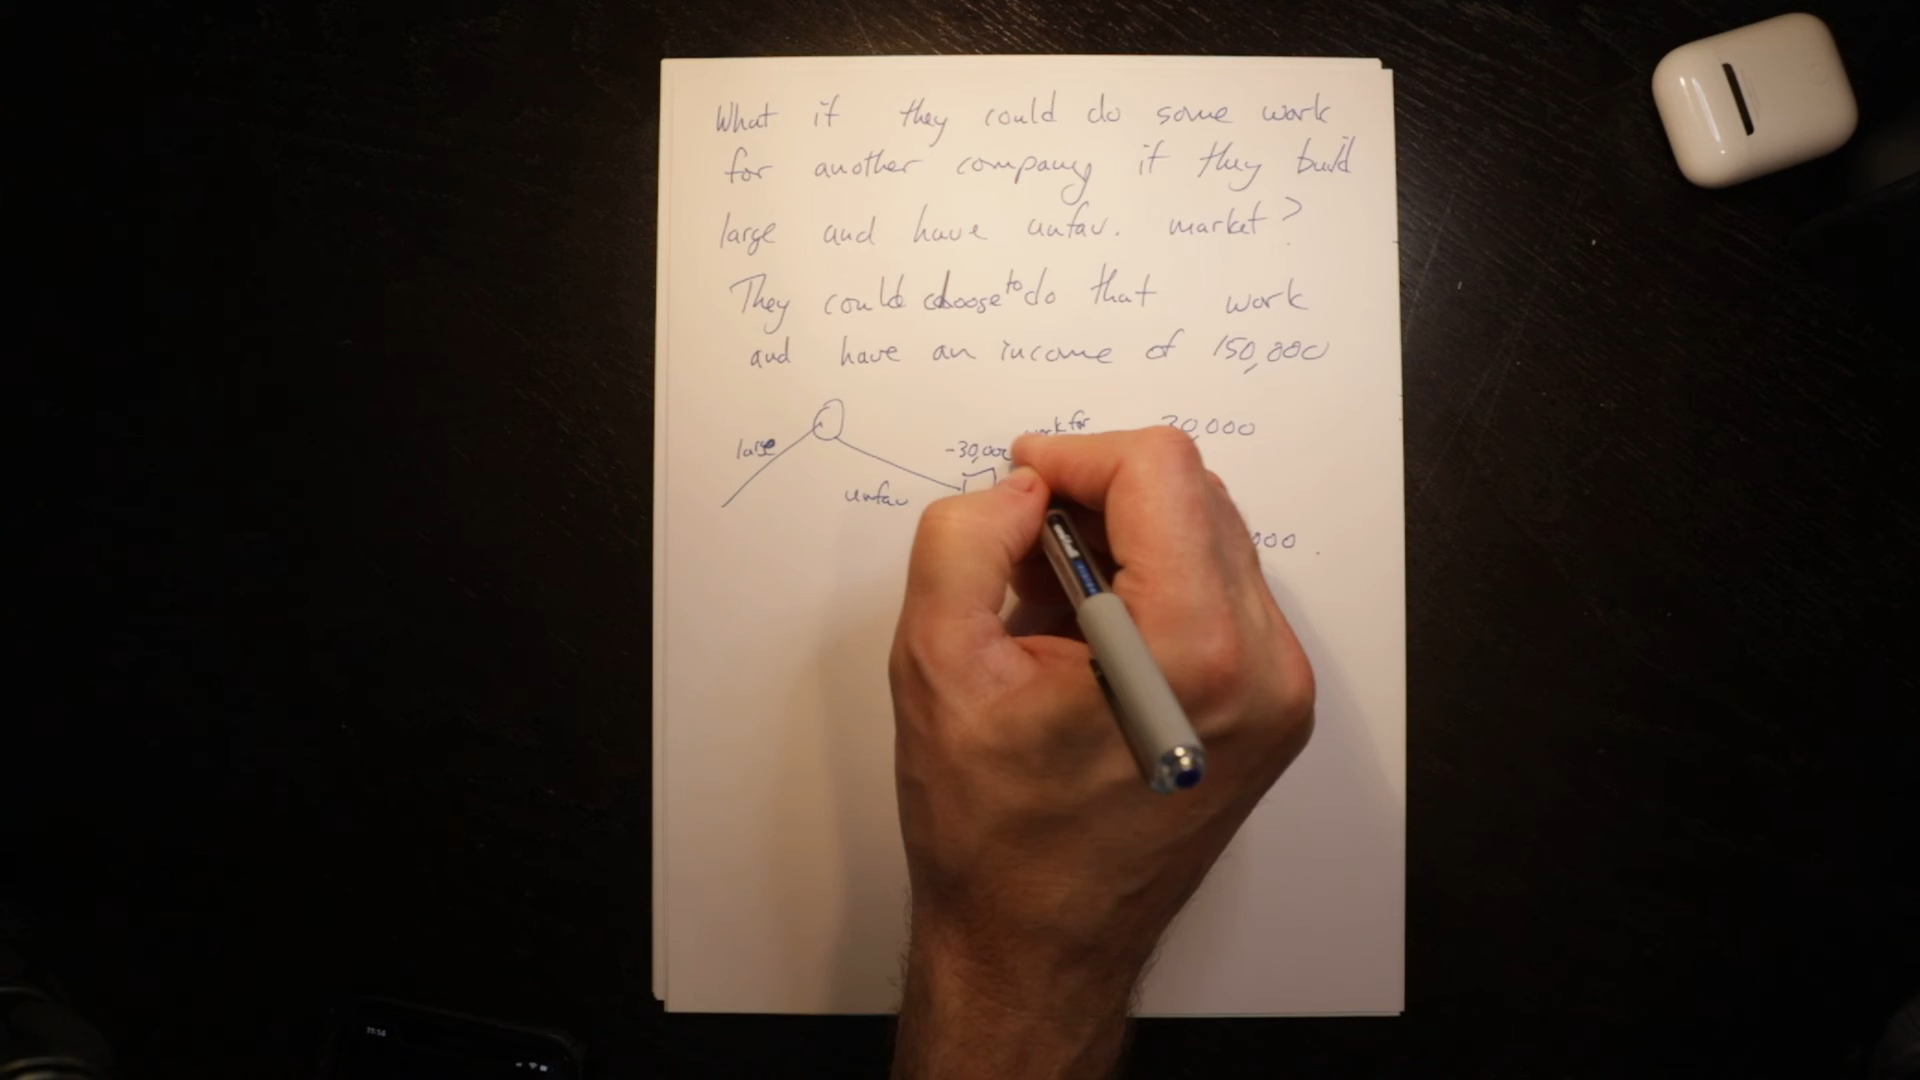 What if they could do some work
for another company if they build
large and have unfav. market?
They could choose to do that work
and have an income of 150,000
for
large
-30,000
unfav
000 .
11:14